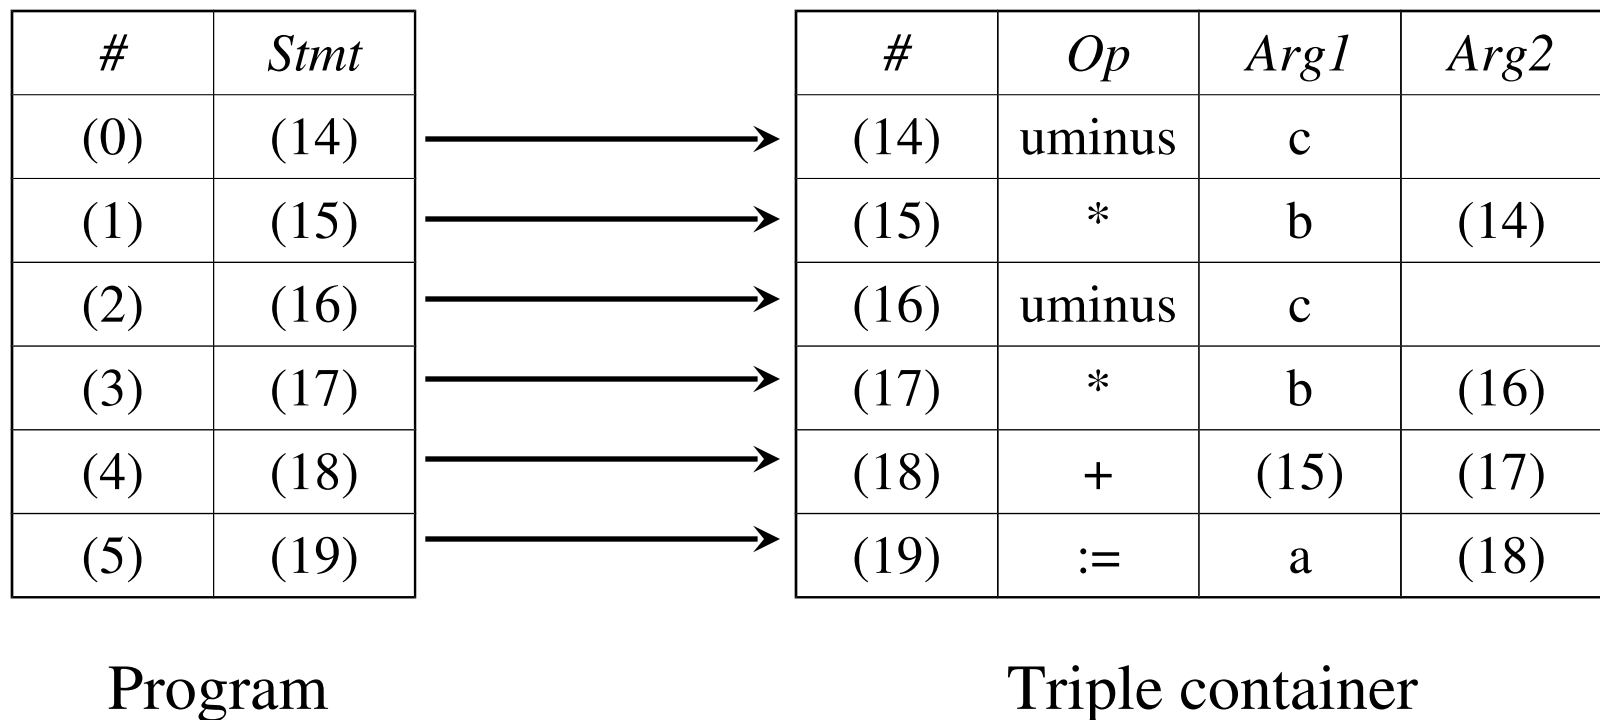 # Stmt # Op Arg1 Arg2
(0) (14) (14) uminus c
(1) (15) (15) * b (14)
(2) (16) (16) uminus c
(3) (17) (17) * b (16)
(4) (18) (18) + (15) (17)
(5) (19) (19) := a (18)
Program Triple container